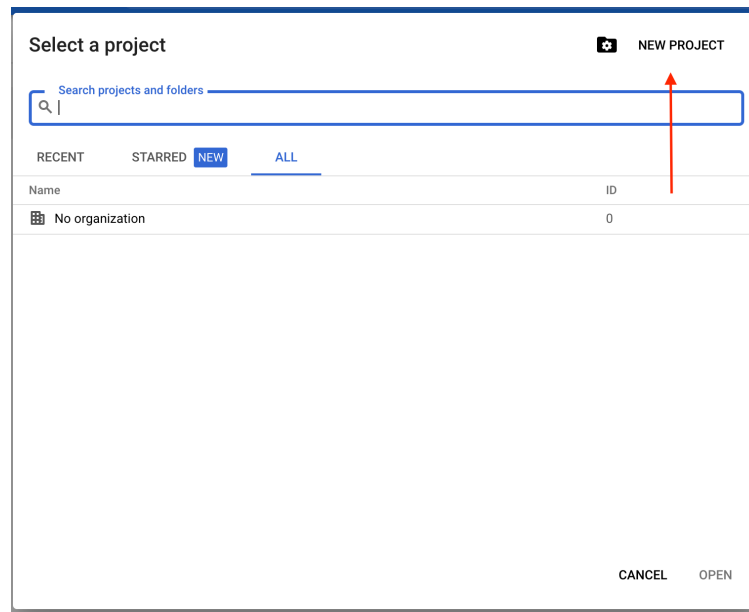 Select a project
NEW PROJECT
Search projects and folders
RECENT STARRED NEW ALL
Name ID
No organization 0
CANCEL OPEN